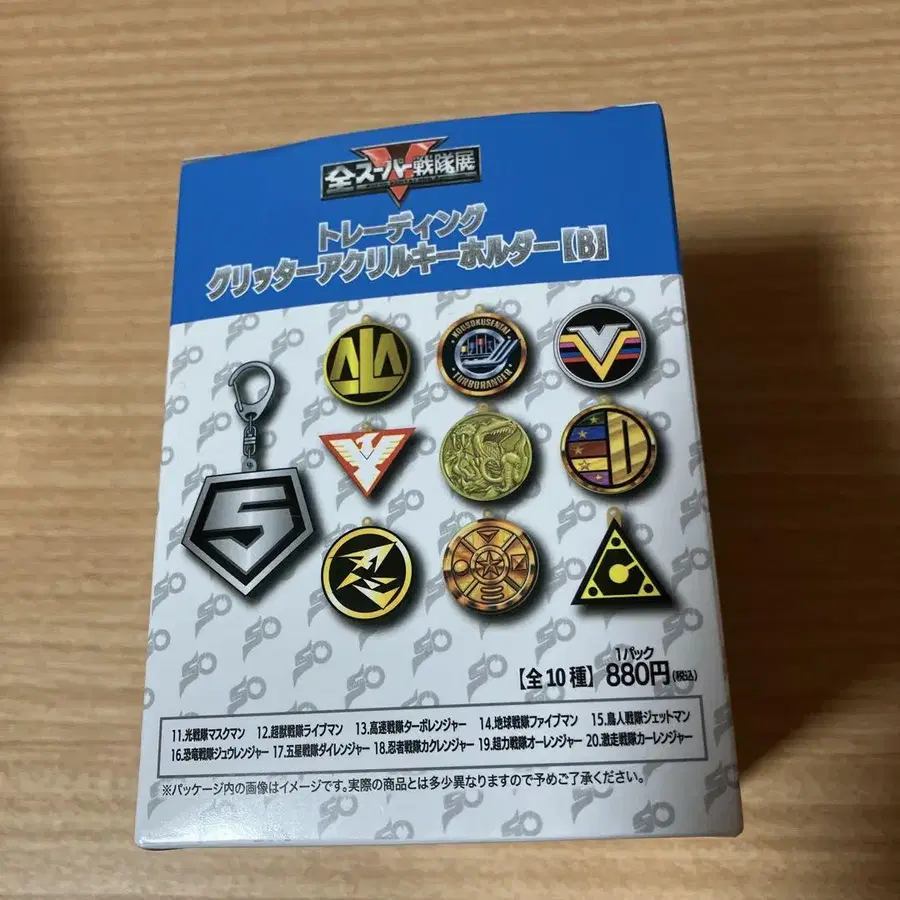 全スーパー戦隊展
トレーディング
グリッターアクリルキーホルダー【B】
KOUSOKUSENTAI
TURBORANGER
V
5
【全10種】
1パック
880円(税込)
11.光戦隊マスクマン 12.超獣戦隊ライブマン 13.高速戦隊ターボレンジャー 14.地球戦隊ファイブマン 15.鳥人戦隊ジェットマン
16.恐竜戦隊ジュウレンジャー 17.五星戦隊ダイレンジャー 18.忍者戦隊カクレンジャー 19.超力戦隊オーレンジャー 20.激走戦隊カーレンジャー
※パッケージ内の画像はイメージです。実際の商品とは多少異なりますので予めご了承ください。